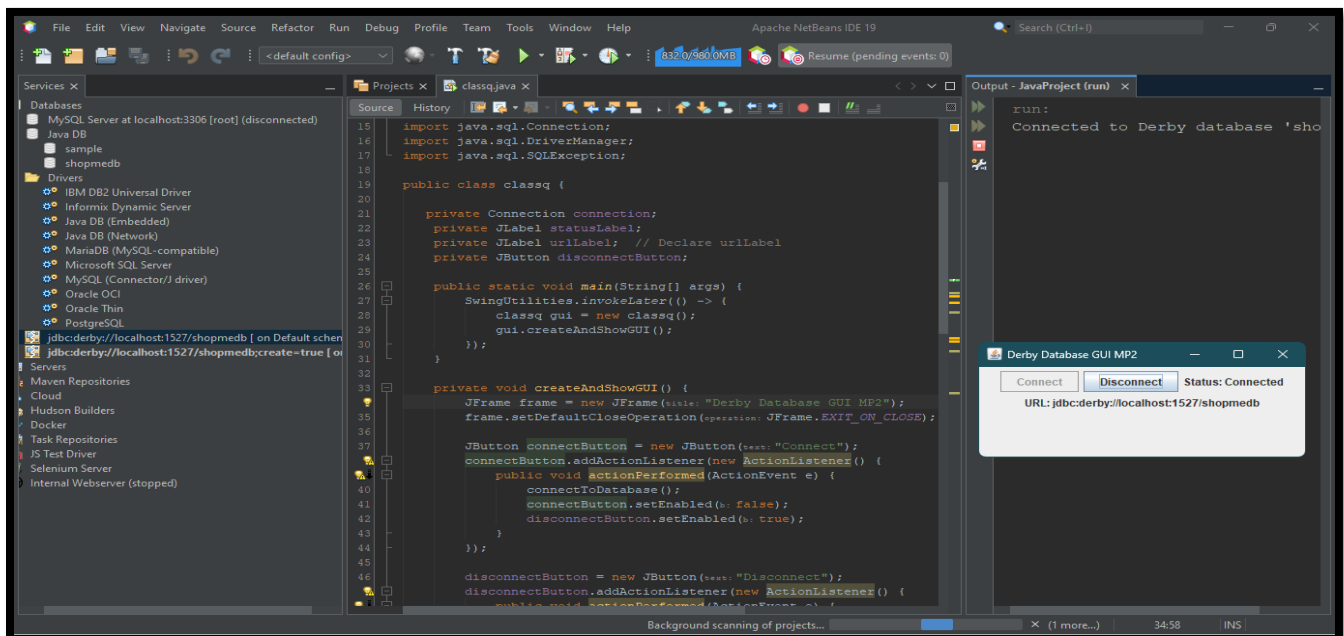 File Edit View Navigate Source Refactor Run Debug Profile Team Tools Window Help Apache NetBeans IDE 19 Search (Ctrl+I)
<default config> 832.0/980.0MB Resume (pending events: 0)
Services
Databases
MySQL Server at localhost:3306 [root] (disconnected)
Java DB
sample
shopmedb
Drivers
IBM DB2 Universal Driver
Informix Dynamic Server
Java DB (Embedded)
Java DB (Network)
MariaDB (MySQL-compatible)
Microsoft SQL Server
MySQL (Connector/J driver)
Oracle OCI
Oracle Thin
PostgreSQL
jdbc:derby://localhost:1527/shopmedb [ on Default schem
jdbc:derby://localhost:1527/shopmedb;create=true [ o
Servers
Maven Repositories
Cloud
Hudson Builders
Docker
Task Repositories
JS Test Driver
Selenium Server
Internal Webserver (stopped)
Projects classq.java
Source History
15 import java.sql.Connection;
16 import java.sql.DriverManager;
17 import java.sql.SQLException;
18
19 public class classq {
20
21 private Connection connection;
22 private JLabel statusLabel;
23 private JLabel urlLabel; // Declare urlLabel
24 private JButton disconnectButton;
25
26 public static void main(String[] args) {
27 SwingUtilities.invokeLater(() -> {
28 classq gui = new classq();
29 gui.createAndShowGUI();
30 });
31 }
32
33 private void createAndShowGUI() {
JFrame frame = new JFrame(title: "Derby Database GUI MP2");
35 frame.setDefaultCloseOperation(operation: JFrame.EXIT_ON_CLOSE);
36
37 JButton connectButton = new JButton(text: "Connect");
connectButton.addActionListener(new ActionListener() {
public void actionPerformed(ActionEvent e) {
40 connectToDatabase();
41 connectButton.setEnabled(b: false);
42 disconnectButton.setEnabled(b: true);
43 }
44 });
45
46 disconnectButton = new JButton(text: "Disconnect");
disconnectButton.addActionListener(new ActionListener() {
public void actionPerformed(ActionEvent e) {
Output - JavaProject (run)
run:
Connected to Derby database 'sho
Derby Database GUI MP2
Connect Disconnect Status: Connected
URL: jdbc:derby://localhost:1527/shopmedb
Background scanning of projects... (1 more...) 34:58 INS